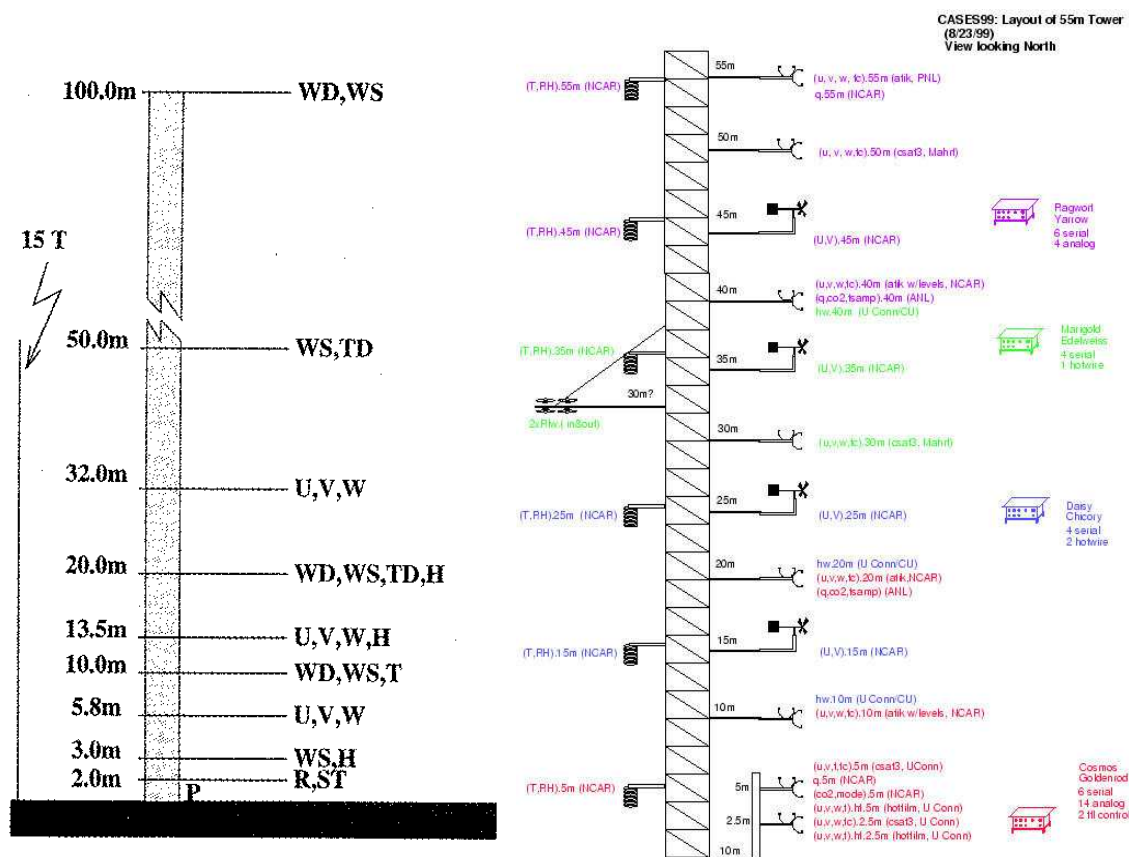 100.0m
WD,WS
15 T
50.0m
WS,TD
32.0m
U,V,W
20.0m
WD,WS,TD,H
13.5m
U,V,W,H
10.0m
WD,WS,T
5.8m
U,V,W
3.0m
WS,H
2.0m
R,ST
P
CASES99: Layout of 55m Tower
(8/23/99)
View looking North
55m
(T,RH).55m (NCAR)
(u, v, w, tc).55m (atik, PNL)
q.55m (NCAR)
50m
(u, v, w,tc).50m (csat3, Mahrt)
45m
(T,RH).45m (NCAR)
(U,V).45m (NCAR)
Ragwort
Yarrow
6 serial
4 analog
40m
(u,v,w,tc).40m (atik w/levels, NCAR)
(q,co2,tsamp).40m (ANL)
hw.40m (U Conn/CU)
(T,RH).35m (NCAR)
35m
(U,V).35m (NCAR)
Marigold
Edelweiss
4 serial
1 hotwire
30m?
30m
(u,v,w,tc).30m (csat3, Mahrt)
25m
(T,RH).25m (NCAR)
(U,V).25m (NCAR)
Daisy
Chicory
4 serial
2 hotwire
20m
hw.20m (U Conn/CU)
(u,v,w,tc).20m (atik,NCAR)
(q,co2,tsamp) (ANL)
15m
(T,RH).15m (NCAR)
(U,V).15m (NCAR)
10m
hw.10m (U Conn/CU)
(u,v,w,tc).10m (atik w/levels, NCAR)
(T,RH).5m (NCAR)
5m
(u,v,t,tc).5m (csat3, UConn)
q.5m (NCAR)
(co2,mode).5m (NCAR)
(u,v,w,t).hf.5m (hotfilm, U Conn)
2.5m
(u,v,w,tc).2.5m (csat3, U Conn)
(u,v,w,t).hf.2.5m (hotfilm, U Conn)
10m
Cosmos
Goldenrod
6 serial
14 analog
2 ttl control